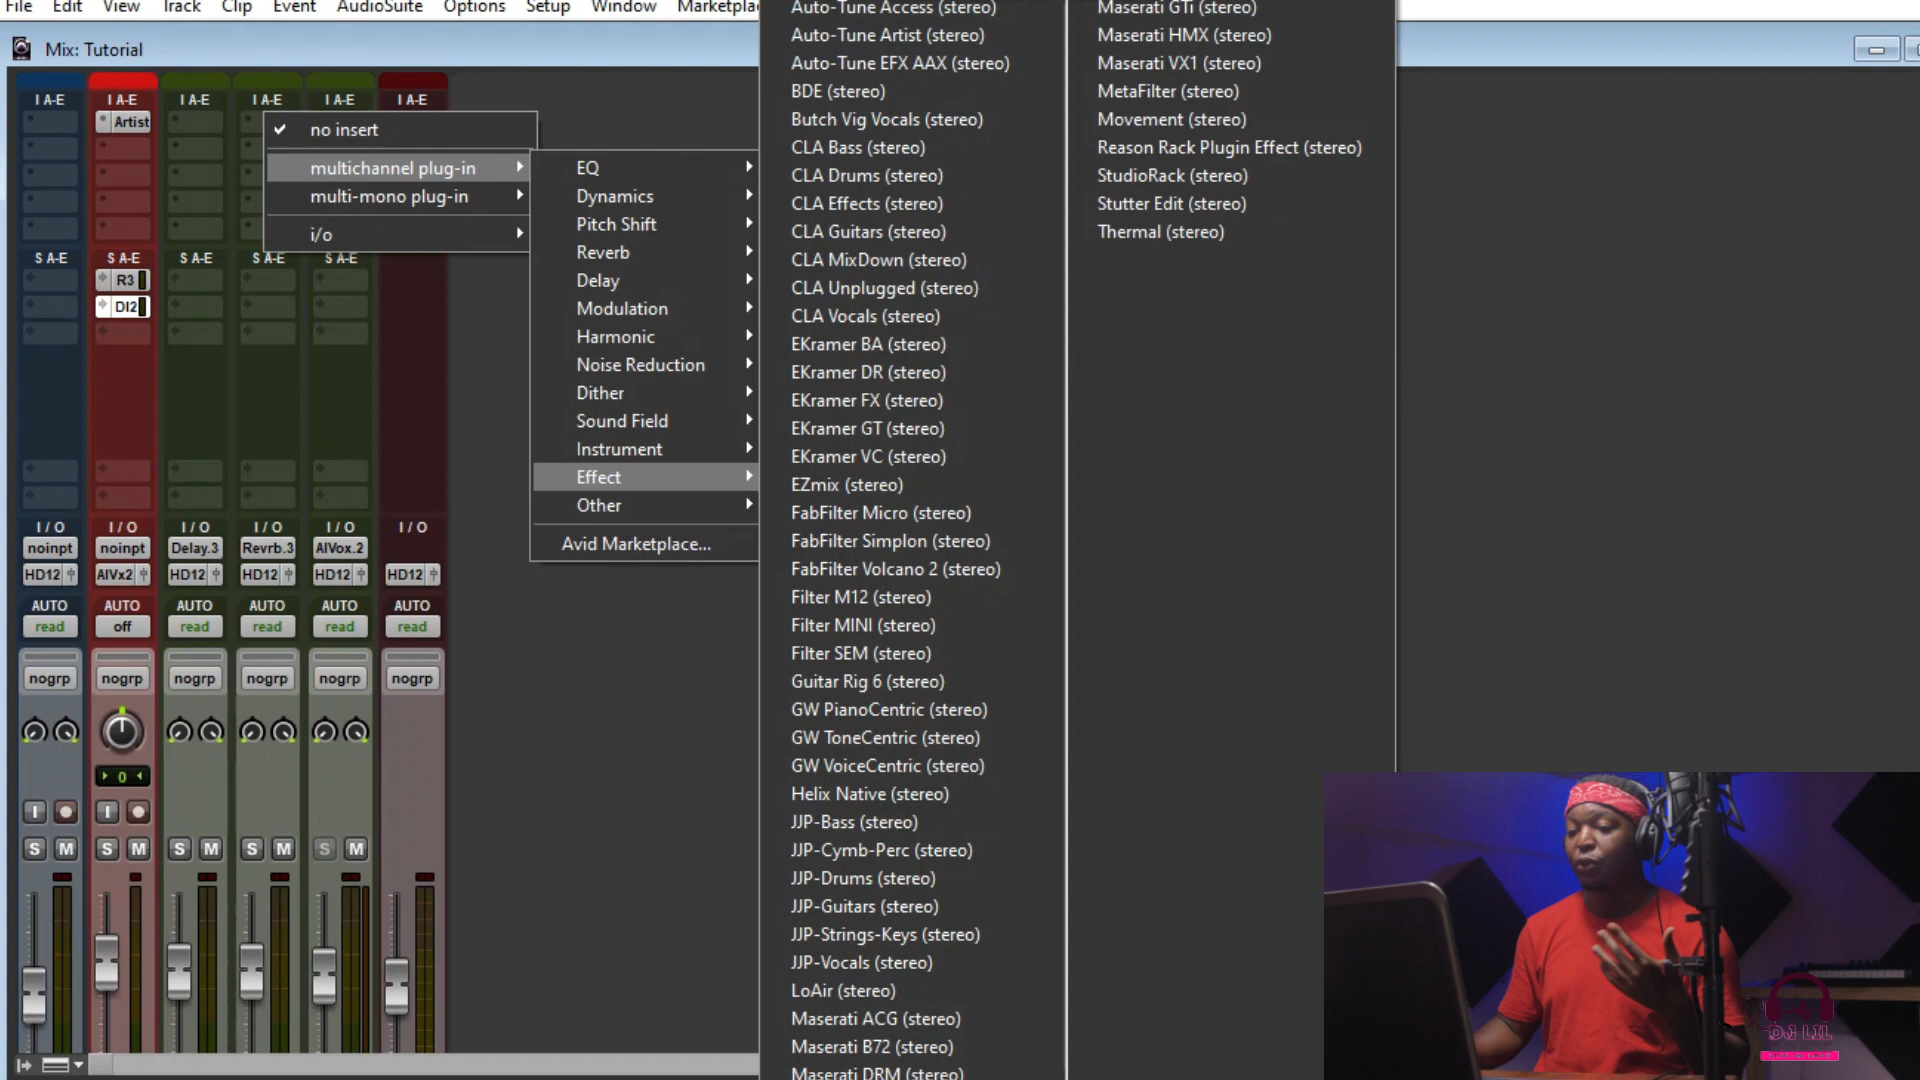 File Edit View Track Clip Event AudioSuite Options Setup Window
Mix: Tutorial
I A-E I A-E I A-E I A-E I A-E I A-E
Artist
S A-E S A-E S A-E S A-E S A-E
R3
DI2
I / O I / O I / O I / O I / O I / O
noinpt noinpt Delay.3 Revrb.3 AlVox.2
HD12 AlVx2 HD12 HD12 HD12 HD12
AUTO AUTO AUTO AUTO AUTO AUTO
read off read read read read
nogrp nogrp nogrp nogrp nogrp nogrp
0
I I
S M S M S M S M S M
no insert
multichannel plug-in
multi-mono plug-in
i/o
EQ
Dynamics
Pitch Shift
Reverb
Delay
Modulation
Harmonic
Noise Reduction
Dither
Sound Field
Instrument
Effect
Other
Avid Marketplace...
Auto-Tune Access (stereo)
Auto-Tune Artist (stereo)
Auto-Tune EFX AAX (stereo)
BDE (stereo)
Butch Vig Vocals (stereo)
CLA Bass (stereo)
CLA Drums (stereo)
CLA Effects (stereo)
CLA Guitars (stereo)
CLA MixDown (stereo)
CLA Unplugged (stereo)
CLA Vocals (stereo)
EKramer BA (stereo)
EKramer DR (stereo)
EKramer FX (stereo)
EKramer GT (stereo)
EKramer VC (stereo)
EZmix (stereo)
FabFilter Micro (stereo)
FabFilter Simplon (stereo)
FabFilter Volcano 2 (stereo)
Filter M12 (stereo)
Filter MINI (stereo)
Filter SEM (stereo)
Guitar Rig 6 (stereo)
GW PianoCentric (stereo)
GW ToneCentric (stereo)
GW VoiceCentric (stereo)
Helix Native (stereo)
JJP-Bass (stereo)
JJP-Cymb-Perc (stereo)
JJP-Drums (stereo)
JJP-Guitars (stereo)
JJP-Strings-Keys (stereo)
JJP-Vocals (stereo)
LoAir (stereo)
Maserati ACG (stereo)
Maserati B72 (stereo)
Maserati DRM (stereo)
Maserati GTi (stereo)
Maserati HMX (stereo)
Maserati VX1 (stereo)
MetaFilter (stereo)
Movement (stereo)
Reason Rack Plugin Effect (stereo)
StudioRack (stereo)
Stutter Edit (stereo)
Thermal (stereo)
DJ LIL